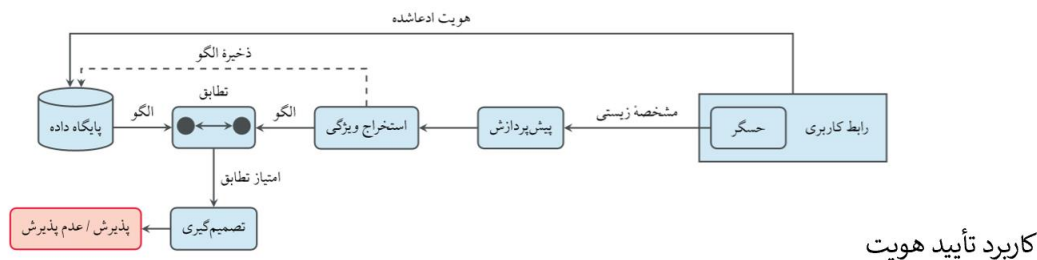 هویت ادعاشده
ذخیرهٔ الگو
تطابق
الگو
الگو
مشخصهٔ زیستی
رابط کاربری
حسگر
پیش‌پردازش
استخراج ویژگی
پایگاه داده
امتیاز تطابق
تصمیم‌گیری
پذیرش / عدم پذیرش
کاربرد تأیید هویت